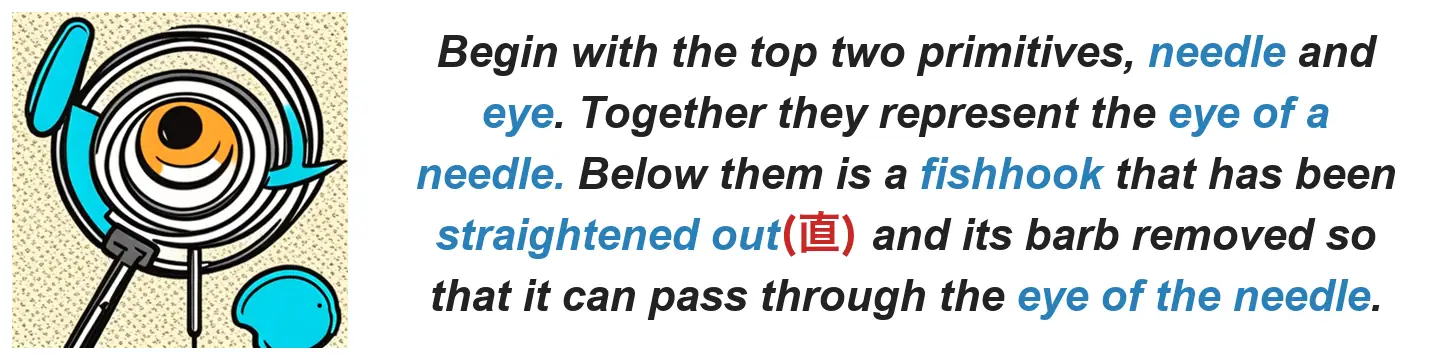 Begin with the top two primitives, needle and
eye. Together they represent the eye of a
needle. Below them is a fishhook that has been
straightened out(直) and its barb removed so
that it can pass through the eye of the needle.